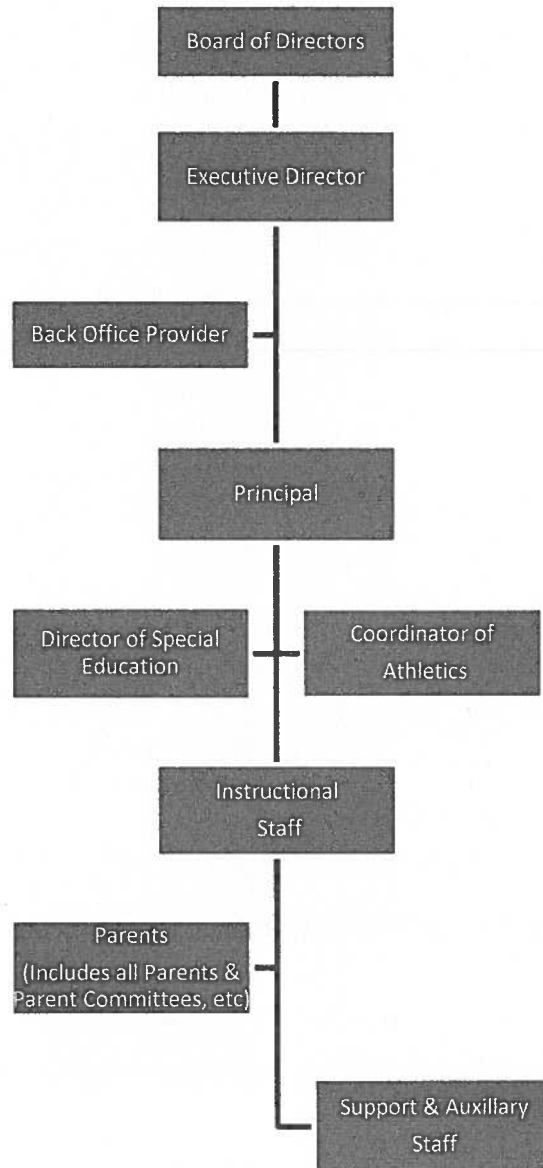 Board of Directors
Executive Director
Back Office Provider
Principal
Director of Special
Education
Coordinator of
Athletics
Instructional
Staff
Parents
(Includes all Parents &
Parent Committees, etc)
Support & Auxillary
Staff